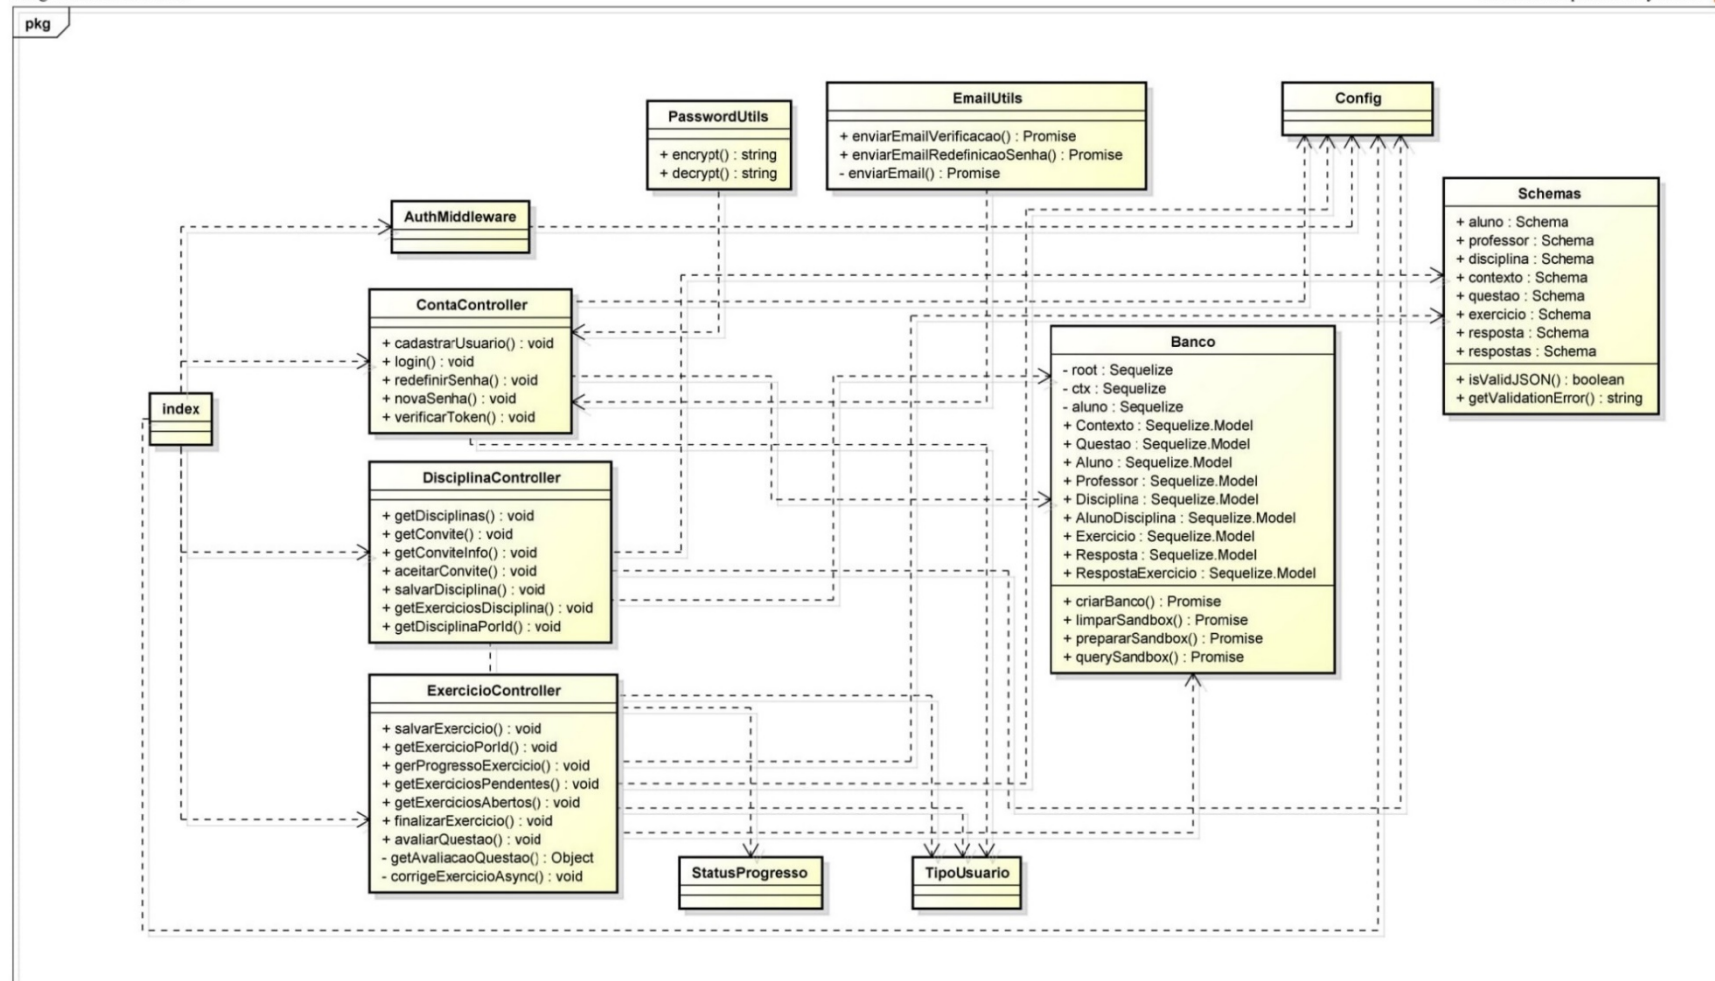 pkg
PasswordUtils
+ encrypt() : string
+ decrypt() : string
EmailUtils
+ enviarEmailVerificacao() : Promise
+ enviarEmailRedefinicaoSenha() : Promise
- enviarEmail() : Promise
Config
Schemas
+ aluno : Schema
+ professor : Schema
+ disciplina : Schema
+ contexto : Schema
+ questao : Schema
+ exercicio : Schema
+ resposta : Schema
+ respostas : Schema
+ isValidJSON() : boolean
+ getValidationError() : string
AuthMiddleware
ContaController
+ cadastrarUsuario() : void
+ login() : void
+ redefinirSenha() : void
+ novaSenha() : void
+ verificarToken() : void
Banco
- root : Sequelize
- ctx : Sequelize
- aluno : Sequelize
+ Contexto : Sequelize.Model
+ Questao : Sequelize.Model
+ Aluno : Sequelize.Model
+ Professor : Sequelize.Model
+ Disciplina : Sequelize.Model
+ AlunoDisciplina : Sequelize.Model
+ Exercicio : Sequelize.Model
+ Resposta : Sequelize.Model
+ RespostaExercicio : Sequelize.Model
+ criarBanco() : Promise
+ limparSandbox() : Promise
+ prepararSandbox() : Promise
+ querySandbox() : Promise
index
DisciplinaController
+ getDisciplinas() : void
+ getConvite() : void
+ getConviteInfo() : void
+ aceitarConvite() : void
+ salvarDisciplina() : void
+ getExerciciosDisciplina() : void
+ getDisciplinaPorId() : void
ExercicioController
+ salvarExercicio() : void
+ getExercicioPorId() : void
+ gerProgressoExercicio() : void
+ getExerciciosPendentes() : void
+ getExerciciosAbertos() : void
+ finalizarExercicio() : void
+ avaliarQuestao() : void
- getAvaliacaoQuestao() : Object
- corrigeExercicioAsync() : void
StatusProgresso
TipoUsuario